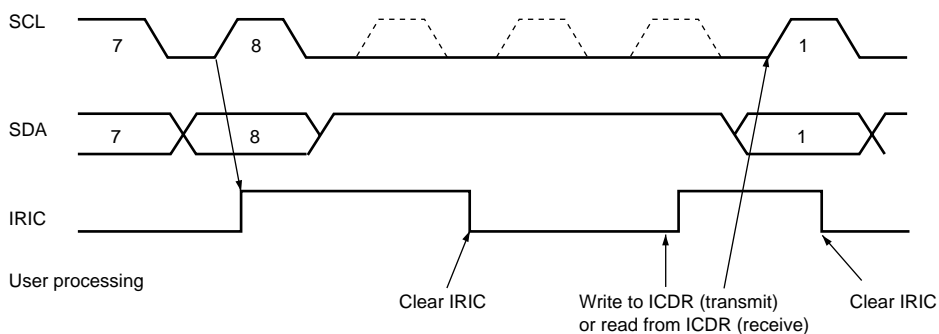 SCL
7 8 1
SDA
7 8 1
IRIC
User processing
Clear IRIC
Write to ICDR (transmit)
or read from ICDR (receive)
Clear IRIC